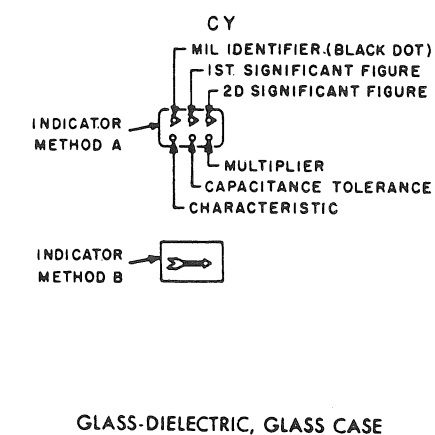 CY
MIL IDENTIFIER (BLACK DOT)
1ST. SIGNIFICANT FIGURE
2D SIGNIFICANT FIGURE
INDICATOR
METHOD A
MULTIPLIER
CAPACITANCE TOLERANCE
CHARACTERISTIC
INDICATOR
METHOD B
GLASS-DIELECTRIC, GLASS CASE